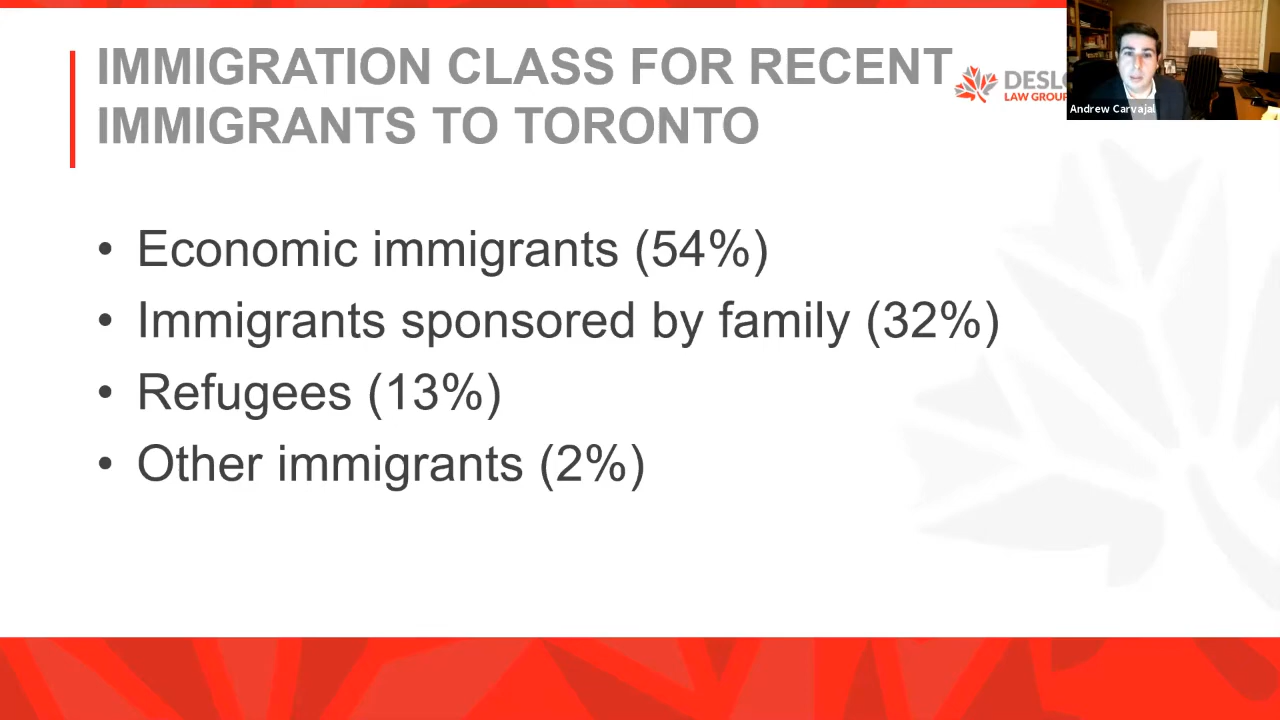 IMMIGRATION CLASS FOR RECENT
IMMIGRANTS TO TORONTO
LAW GROUP
Andrew Carvajal
• Economic immigrants (54%)
• Immigrants sponsored by family (32%)
• Refugees (13%)
• Other immigrants (2%)